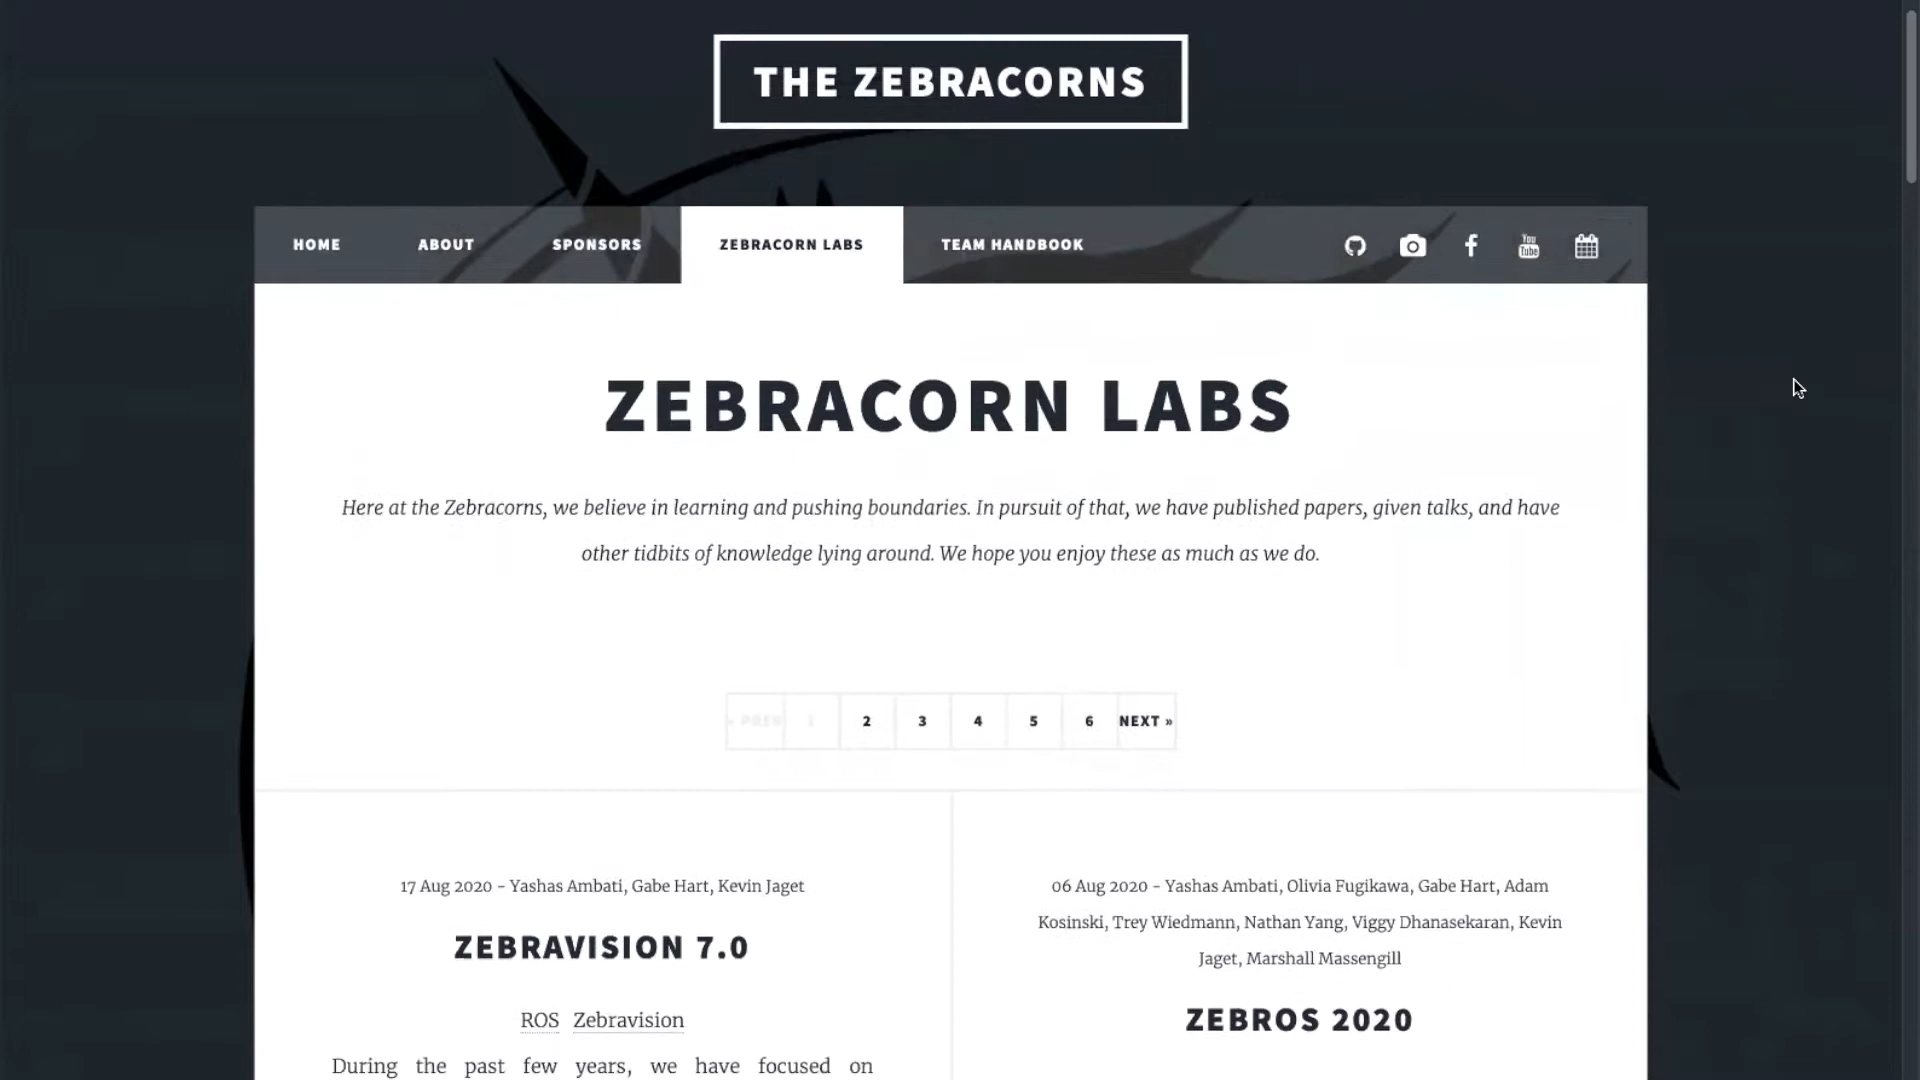 THE ZEBRACORNS
HOME ABOUT SPONSORS ZEBRACORN LABS TEAM HANDBOOK You Tube
ZEBRACORN LABS
Here at the Zebracorns, we believe in learning and pushing boundaries. In pursuit of that, we have published papers, given talks, and have
other tidbits of knowledge lying around. We hope you enjoy these as much as we do.
« PREV 1 2 3 4 5 6 NEXT »
17 Aug 2020 - Yashas Ambati, Gabe Hart, Kevin Jaget
ZEBRAVISION 7.0
ROS Zebravision
During the past few years, we have focused on
06 Aug 2020 - Yashas Ambati, Olivia Fugikawa, Gabe Hart, Adam
Kosinski, Trey Wiedmann, Nathan Yang, Viggy Dhanasekaran, Kevin
Jaget, Marshall Massengill
ZEBROS 2020